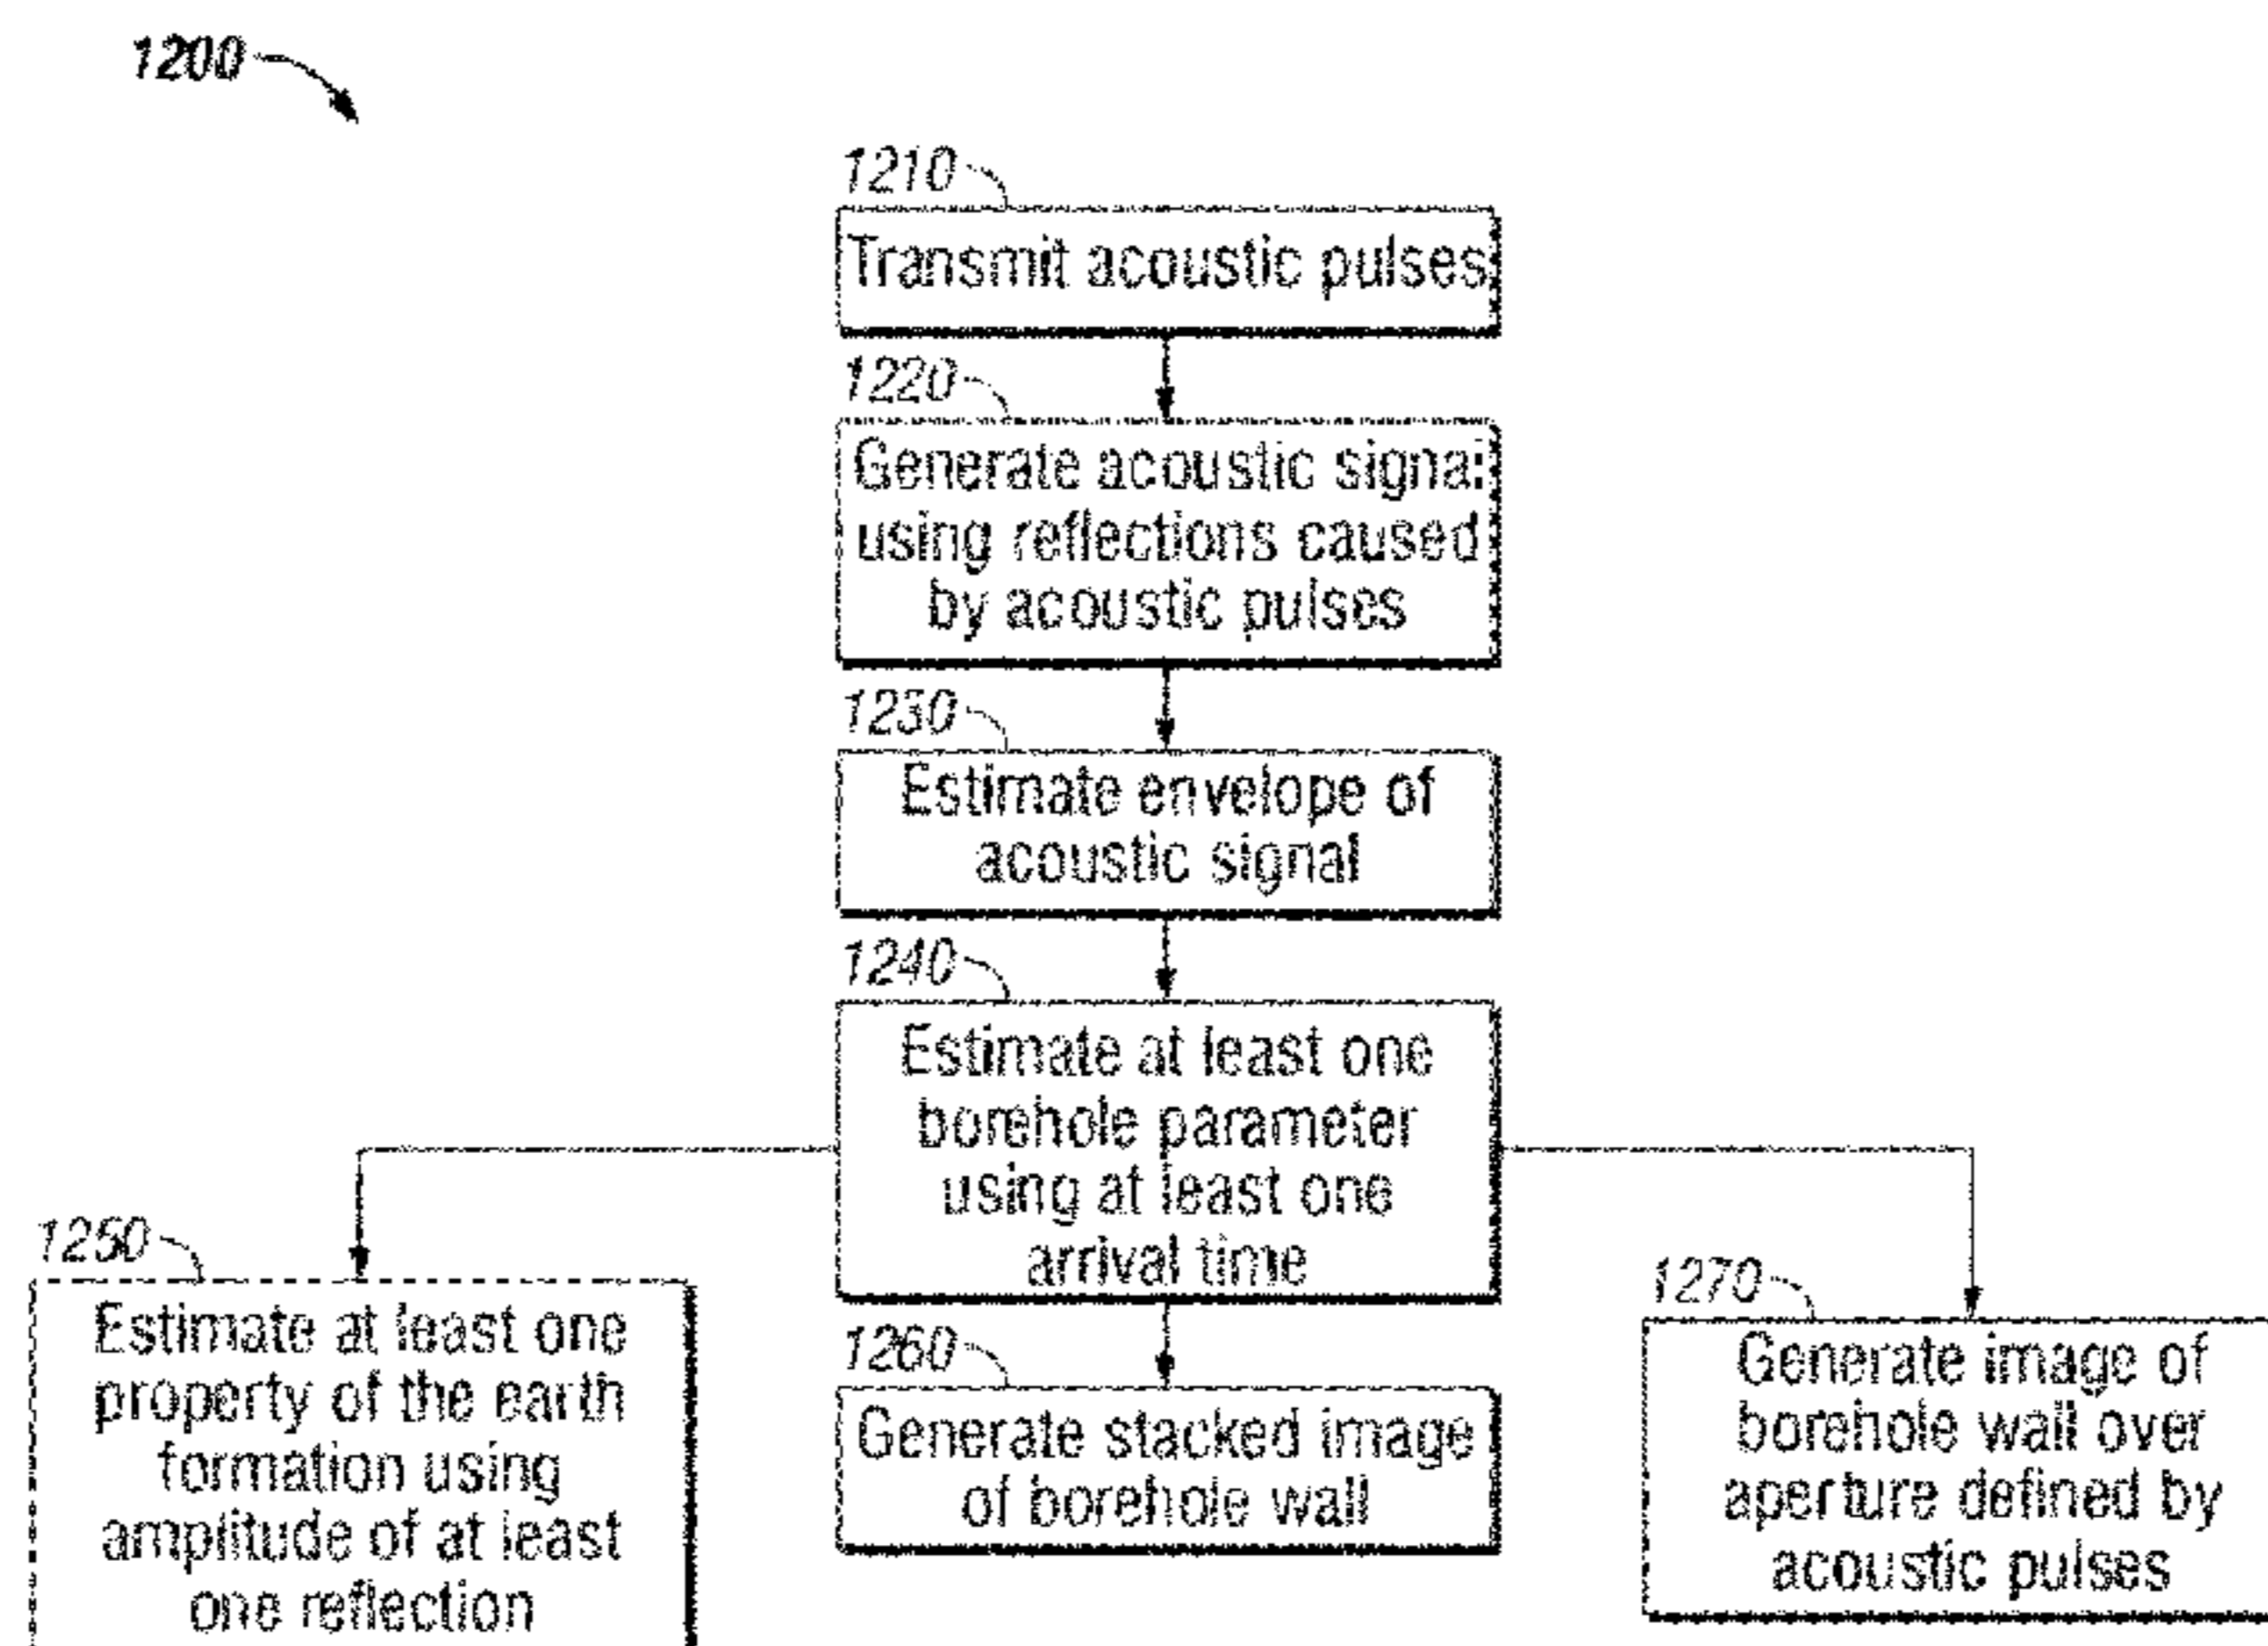 1200
1210
Transmit acoustic pulses
1220
Generate acoustic signal
using reflections caused
by acoustic pulses
1230
Estimate envelope of
acoustic signal
1240
Estimate at least one
borehole parameter
using at least one
arrival time
1250
Estimate at least one
property of the earth
formation using
amplitude of at least
one reflection
1260
Generate stacked image
of borehole wall
1270
Generate image of
borehole wall over
aperture defined by
acoustic pulses